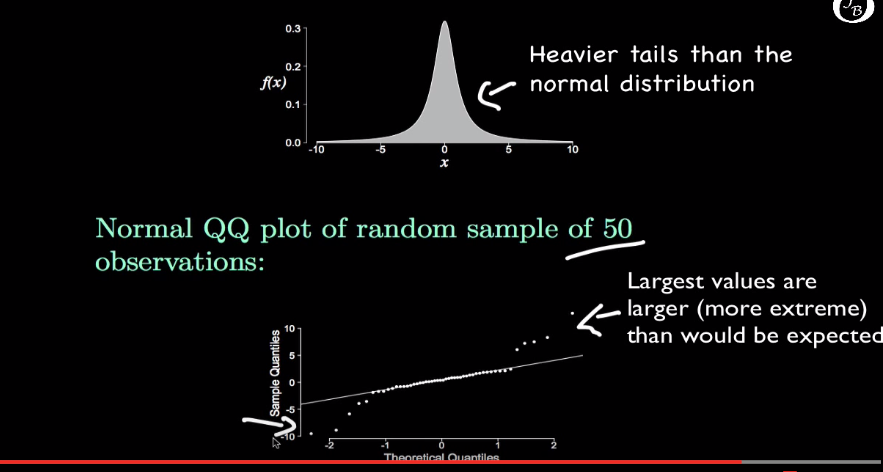 JB
0.3
Heavier tails than the
0.2
f(x)
normal distribution
0.1
0.0
-10 -5 0 5 10
x
Normal QQ plot of random sample of 50
observations:
Largest values are
larger (more extreme)
than would be expected
10
5
0
-5
-10
Sample Quantiles
-2 -1 0 1 2
Theoretical Quantiles